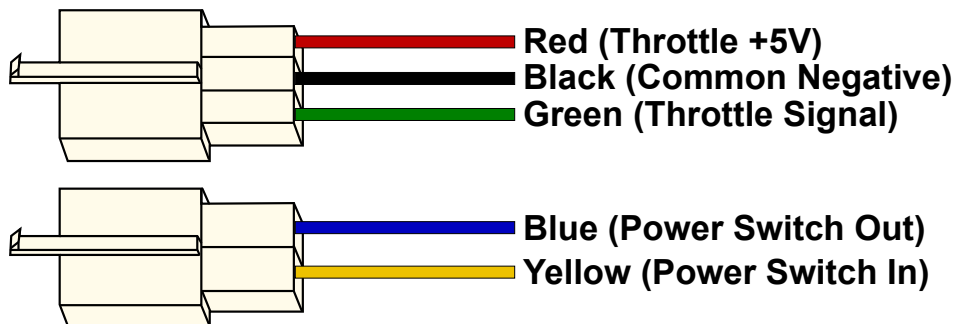 Red (Throttle +5V)
Black (Common Negative)
Green (Throttle Signal)
Blue (Power Switch Out)
Yellow (Power Switch In)